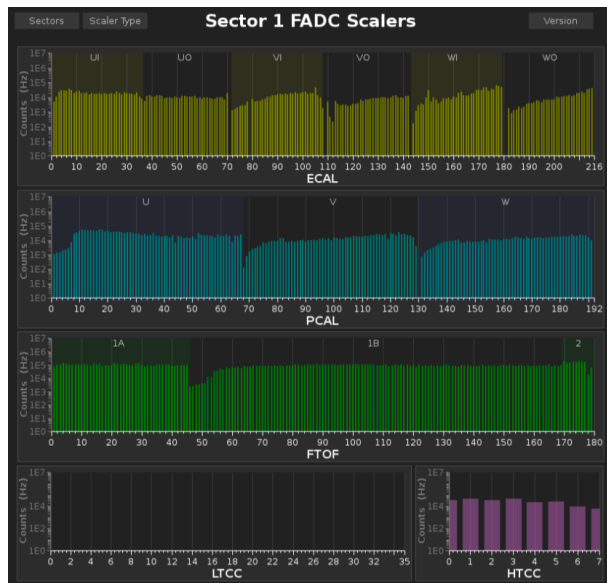 Sectors Scaler Type Sector 1 FADC Scalers Version
UI UO VI VO WI WO
Counts (Hz)
1E7
1E6
1E5
1E4
1E3
1E2
1E1
1E0
0 10 20 30 40 50 60 70 80 90 100 110 120 130 140 150 160 170 180 190 200 216
ECAL
U V W
Counts (Hz)
1E7
1E6
1E5
1E4
1E3
1E2
1E1
1E0
0 10 20 30 40 50 60 70 80 90 100 110 120 130 140 150 160 170 180 192
PCAL
1A 1B 2
Counts (Hz)
1E7
1E6
1E5
1E4
1E3
1E2
1E1
1E0
0 10 20 30 40 50 60 70 80 90 100 110 120 130 140 150 160 170 180
FTOF
Counts (Hz)
1E7
1E4
1E2
1E0
0 2 4 6 8 10 12 14 16 18 20 22 24 26 28 30 32 35
LTCC
Counts (Hz)
1E7
1E4
1E2
1E0
0 1 2 3 4 5 6 7
HTCC